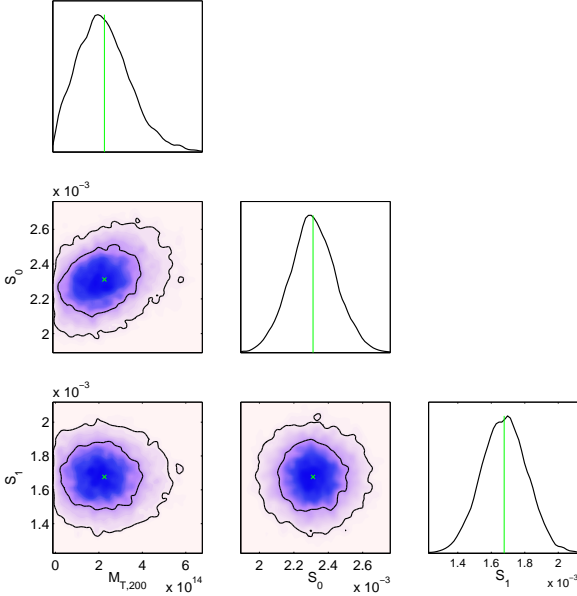 x 10⁻³
2.6
2.4
2.2
2
S₀
x 10⁻³
2
1.8
1.6
1.4
S₁
0 2 4 6
M_T,200
x 10¹⁴
2 2.2 2.4 2.6
S₀
x 10⁻³
1.4 1.6 1.8 2
S₁
x 10⁻³